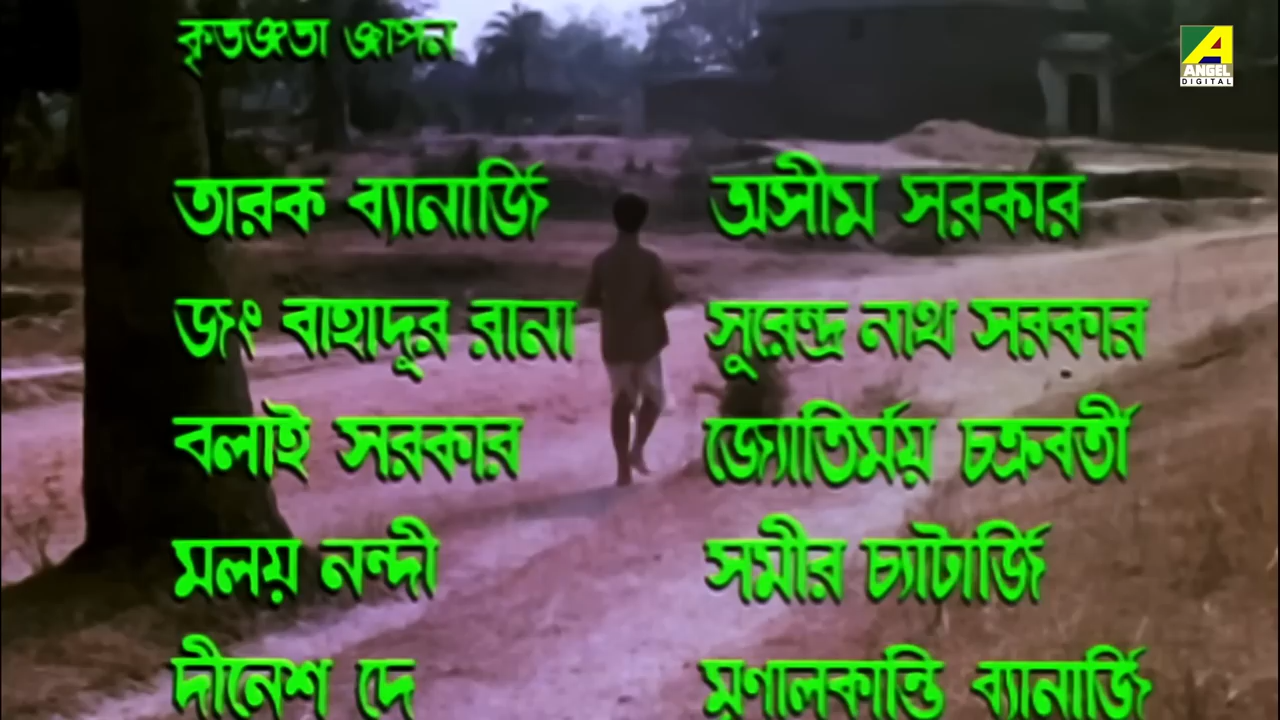 কৃতজ্ঞতা জ্ঞাপন
তারক ব্যানার্জি
অসীম সরকার
জং বাহাদুর রানা
সুরেন্দ্র নাথ সরকার
বলাই সরকার
জ্যোতির্ময় চক্রবর্তী
মলয় নন্দী
সমীর চ্যাটার্জি
দীনেশ দে
মৃণালকান্তি ব্যানার্জি
A
ANGEL
DIGITAL